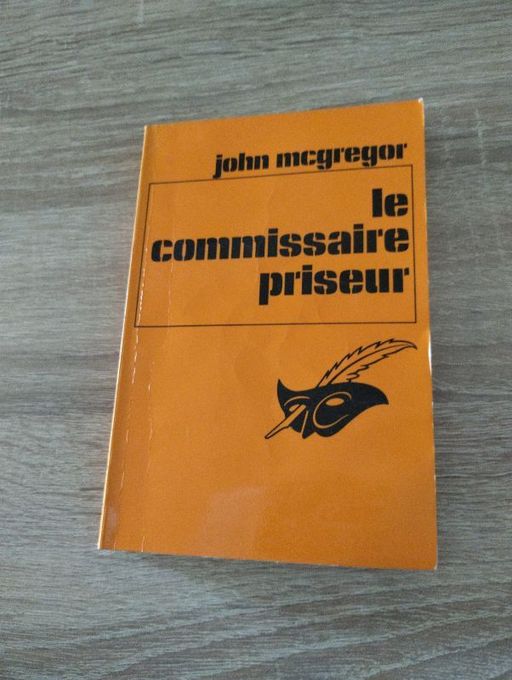 john mcgregor
le
commissaire
priseur